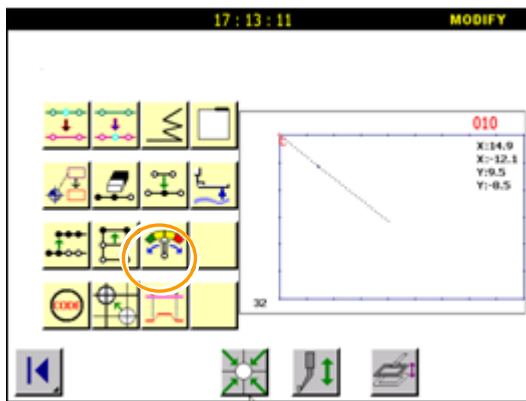 17 : 13 : 11 MODIFY
010
X:14.9
X:-12.1
Y:9.5
Y:-8.5
32
CODE